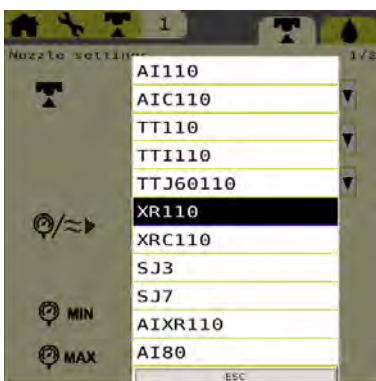 1
Nozzle settings
1/2
AI110
AIC110
TT110
TTI110
TTJ60110
XR110
XRC110
SJ3
SJ7
AIXR110
MIN
AI80
MAX
ESC